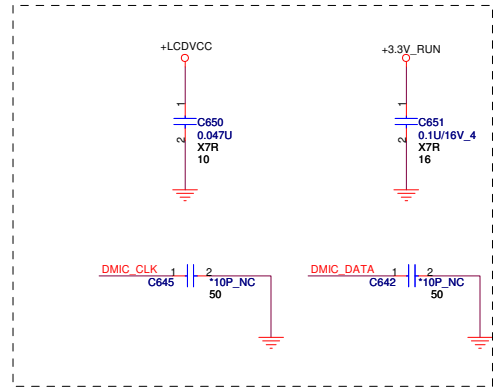 +LCDVCC
1
C650
0.047U
2
X7R
10
+3.3V_RUN
1
C651
0.1U/16V_4
2
X7R
16
DMIC_CLK
1
2
C645
*10P_NC
50
DMIC_DATA
1
2
C642
*10P_NC
50